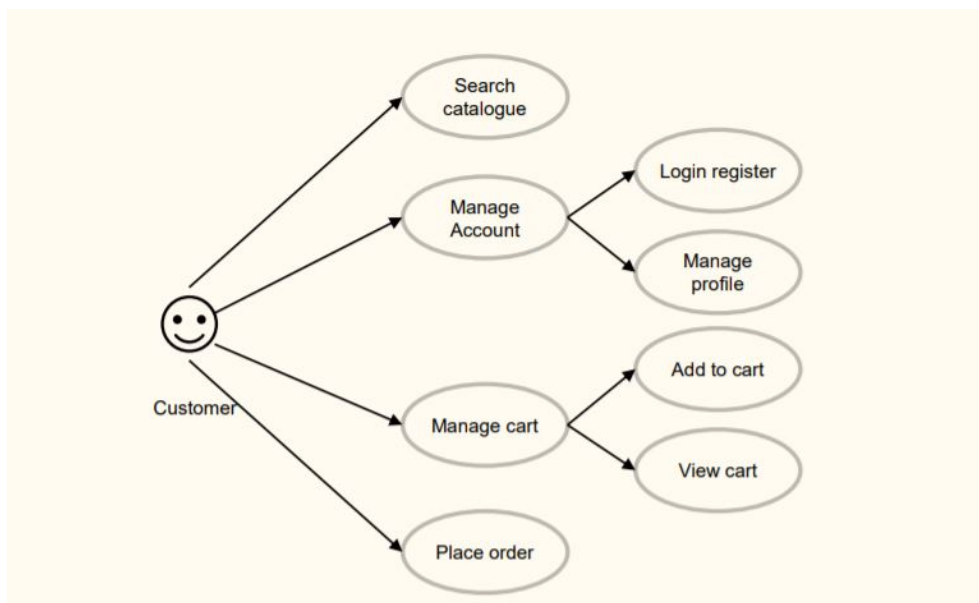 Search
catalogue
Login register
Manage
Account
Manage
profile
Add to cart
Customer
Manage cart
View cart
Place order